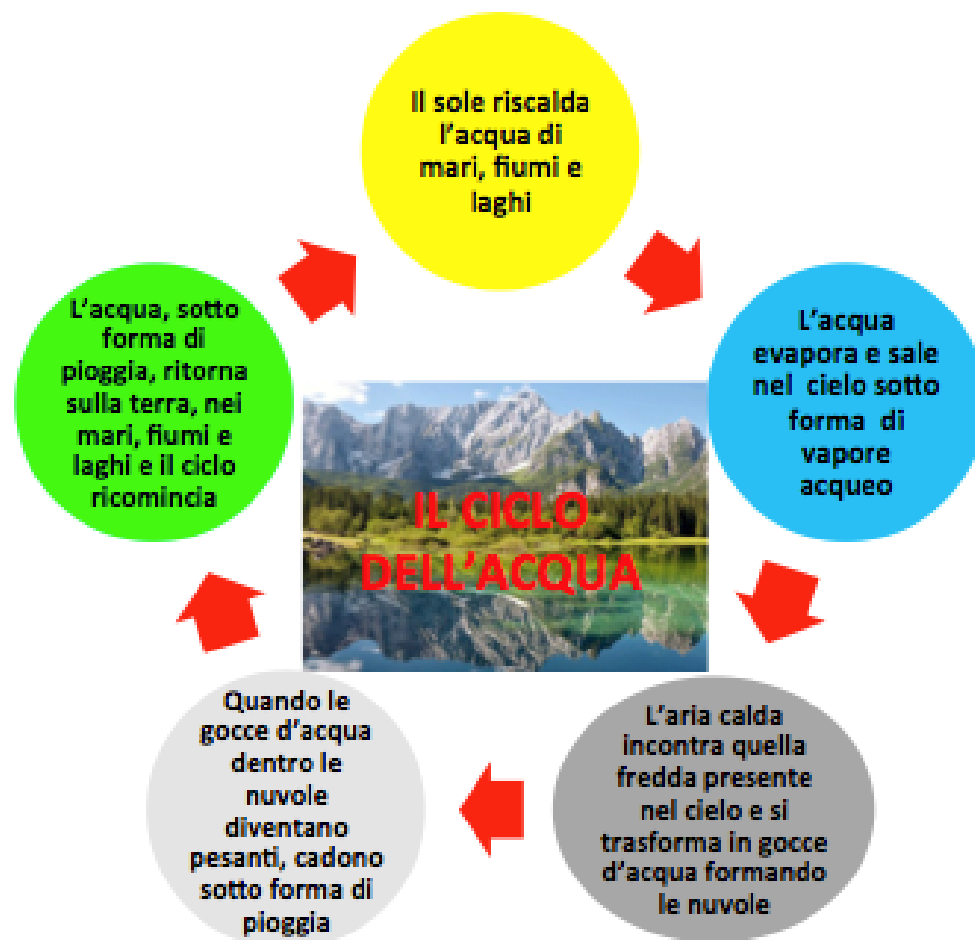 Il sole riscalda
l'acqua di
mari, fiumi e
laghi
L'acqua
evapora e sale
nel cielo sotto
forma di
vapore
acqueo
L'aria calda
incontra quella
fredda presente
nel cielo e si
trasforma in gocce
d'acqua formando
le nuvole
Quando le
gocce d'acqua
dentro le
nuvole
diventano
pesanti, cadono
sotto forma di
pioggia
L'acqua, sotto
forma di
pioggia, ritorna
sulla terra, nei
mari, fiumi e
laghi e il ciclo
ricomincia
IL CICLO
DELL'ACQUA